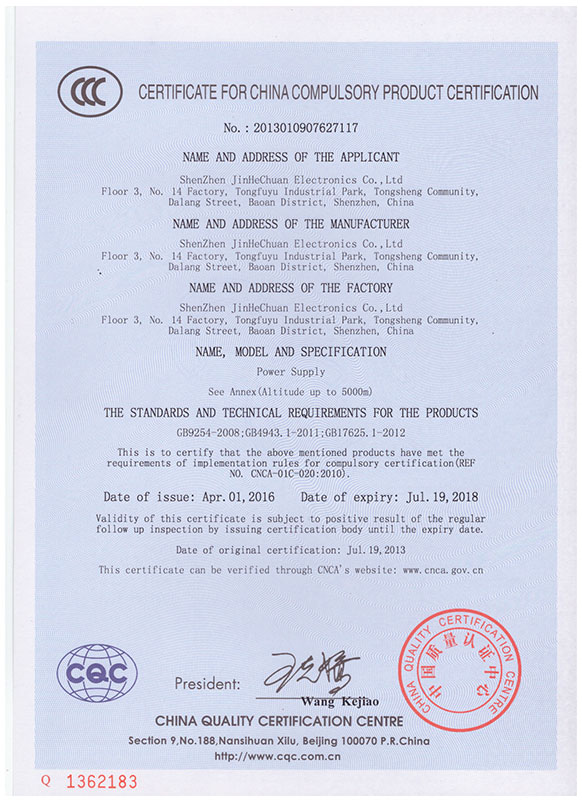 CCC
CERTIFICATE FOR CHINA COMPULSORY PRODUCT CERTIFICATION
No.: 2013010907627117
NAME AND ADDRESS OF THE APPLICANT
ShenZhen JinHeChuan Electronics Co.,Ltd
Floor 3, No. 14 Factory, Tongfuyu Industrial Park, Tongsheng Community,
Dalang Street, Baoan District, Shenzhen, China
NAME AND ADDRESS OF THE MANUFACTURER
ShenZhen JinHeChuan Electronics Co.,Ltd
Floor 3, No. 14 Factory, Tongfuyu Industrial Park, Tongsheng Community,
Dalang Street, Baoan District, Shenzhen, China
NAME AND ADDRESS OF THE FACTORY
ShenZhen JinHeChuan Electronics Co.,Ltd
Floor 3, No. 14 Factory, Tongfuyu Industrial Park, Tongsheng Community,
Dalang Street, Baoan District, Shenzhen, China
NAME, MODEL AND SPECIFICATION
Power Supply
See Annex(Altitude up to 5000m)
THE STANDARDS AND TECHNICAL REQUIREMENTS FOR THE PRODUCTS
GB9254-2008;GB4943.1-2011;GB17625.1-2012
This is to certify that the above mentioned products have met the
requirements of implementation rules for compulsory certification(REF
NO. CNCA-01C-020:2010).
Date of issue: Apr.01,2016 Date of expiry: Jul.19,2018
Validity of this certificate is subject to positive result of the regular
follow up inspection by issuing certification body until the expiry date.
Date of original certification: Jul.19,2013
This certificate can be verified through CNCA's website: www.cnca.gov.cn
CHINA QUALITY CERTIFICATION CENTRE
中国质量认证中心
CQC
President:
Wang Kejiao
CHINA QUALITY CERTIFICATION CENTRE
Section 9,No.188,Nansihuan Xilu, Beijing 100070 P.R.China
http://www.cqc.com.cn
Q 1362183